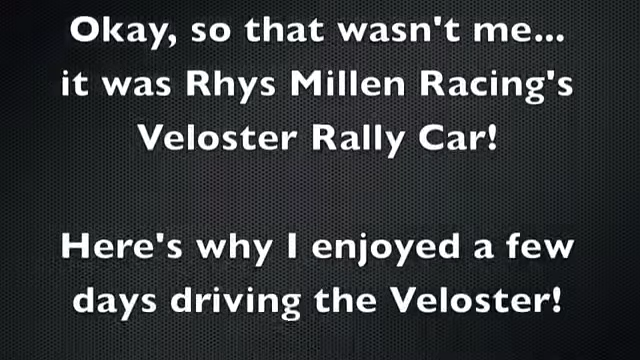 Okay, so that wasn't me...
it was Rhys Millen Racing's
Veloster Rally Car!
Here's why I enjoyed a few
days driving the Veloster!